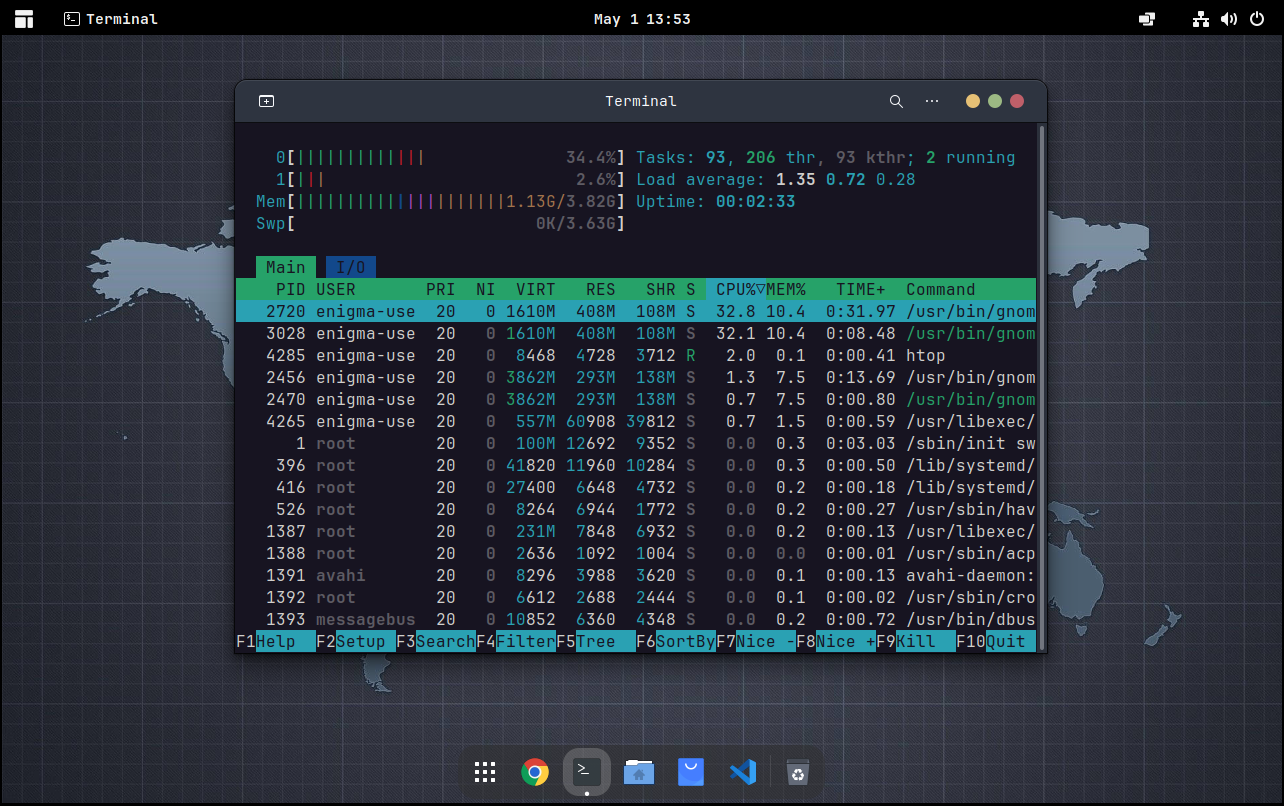 Terminal May 1 13:53
Terminal
0[||||||||||||| 34.4%] Tasks: 93, 206 thr, 93 kthr; 2 running
1[||| 2.6%] Load average: 1.35 0.72 0.28
Mem[|||||||||||||||||||||1.13G/3.82G] Uptime: 00:02:33
Swp[ 0K/3.63G]
Main I/O
PID USER PRI NI VIRT RES SHR S CPU%▽MEM% TIME+ Command
2720 enigma-use 20 0 1610M 408M 108M S 32.8 10.4 0:31.97 /usr/bin/gnom
3028 enigma-use 20 0 1610M 408M 108M S 32.1 10.4 0:08.48 /usr/bin/gnom
4285 enigma-use 20 0 8468 4728 3712 R 2.0 0.1 0:00.41 htop
2456 enigma-use 20 0 3862M 293M 138M S 1.3 7.5 0:13.69 /usr/bin/gnom
2470 enigma-use 20 0 3862M 293M 138M S 0.7 7.5 0:00.80 /usr/bin/gnom
4265 enigma-use 20 0 557M 60908 39812 S 0.7 1.5 0:00.59 /usr/libexec/
1 root 20 0 100M 12692 9352 S 0.0 0.3 0:03.03 /sbin/init sw
396 root 20 0 41820 11960 10284 S 0.0 0.3 0:00.50 /lib/systemd/
416 root 20 0 27400 6648 4732 S 0.0 0.2 0:00.18 /lib/systemd/
526 root 20 0 8264 6944 1772 S 0.0 0.2 0:00.27 /usr/sbin/hav
1387 root 20 0 231M 7848 6932 S 0.0 0.2 0:00.13 /usr/libexec/
1388 root 20 0 2636 1092 1004 S 0.0 0.0 0:00.01 /usr/sbin/acp
1391 avahi 20 0 8296 3988 3620 S 0.0 0.1 0:00.13 avahi-daemon:
1392 root 20 0 6612 2688 2444 S 0.0 0.1 0:00.02 /usr/sbin/cro
1393 messagebus 20 0 10852 6360 4348 S 0.0 0.2 0:00.72 /usr/bin/dbus
F1Help F2Setup F3SearchF4FilterF5Tree F6SortByF7Nice -F8Nice +F9Kill F10Quit